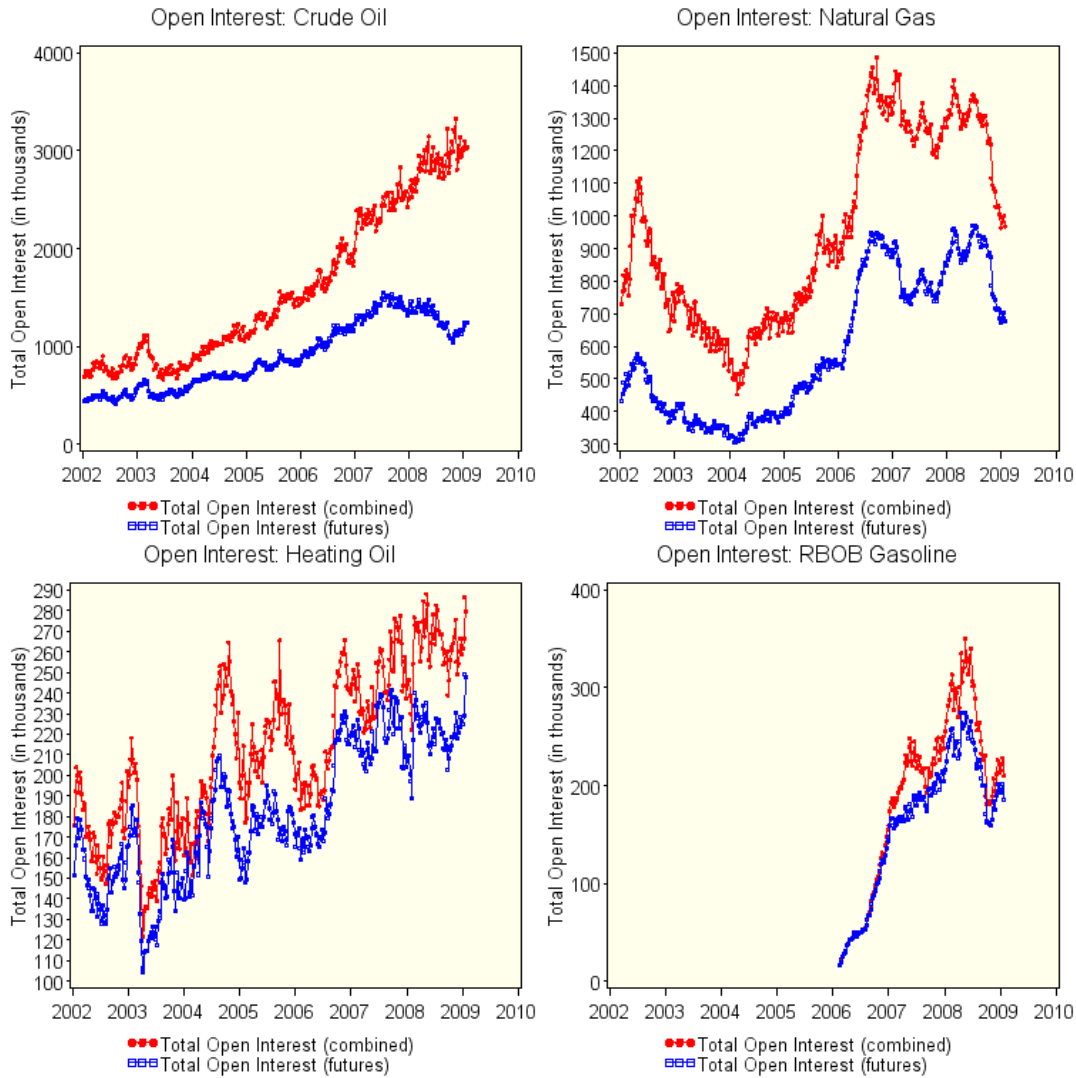 Open Interest: Crude Oil
Total Open Interest (in thousands)
4000
3000
2000
1000
0
2002 2003 2004 2005 2006 2007 2008 2009 2010
Total Open Interest (combined)
Total Open Interest (futures)
Open Interest: Natural Gas
Total Open Interest (in thousands)
1500
1400
1300
1200
1100
1000
900
800
700
600
500
400
300
2002 2003 2004 2005 2006 2007 2008 2009 2010
Total Open Interest (combined)
Total Open Interest (futures)
Open Interest: Heating Oil
Total Open Interest (in thousands)
290
280
270
260
250
240
230
220
210
200
190
180
170
160
150
140
130
120
110
100
2002 2003 2004 2005 2006 2007 2008 2009 2010
Total Open Interest (combined)
Total Open Interest (futures)
Open Interest: RBOB Gasoline
Total Open Interest (in thousands)
400
300
200
100
0
2002 2003 2004 2005 2006 2007 2008 2009 2010
Total Open Interest (combined)
Total Open Interest (futures)